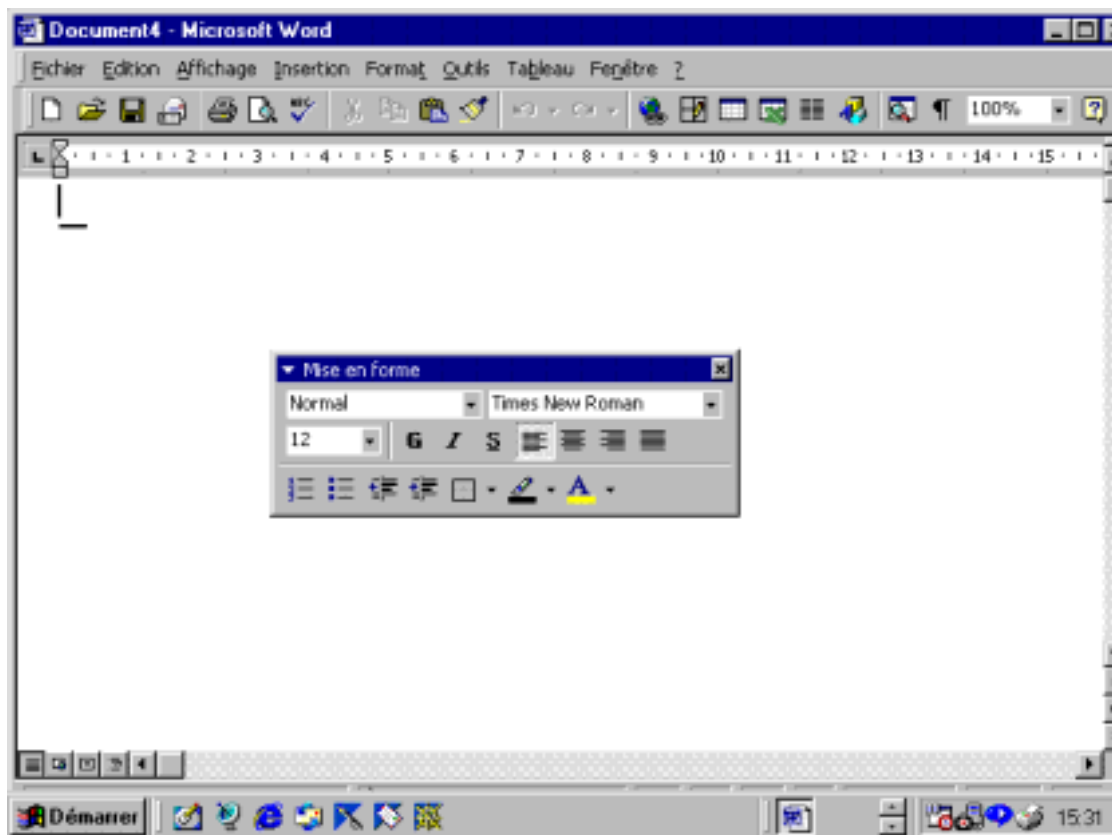 Document4 - Microsoft Word
Fichier Edition Affichage Insertion Format Outils Tableau Fenêtre ?
100%
1 2 3 4 5 6 7 8 9 10 11 12 13 14 15
Mise en forme
Normal Times New Roman
12 G I S
A
Démarrer 15:31